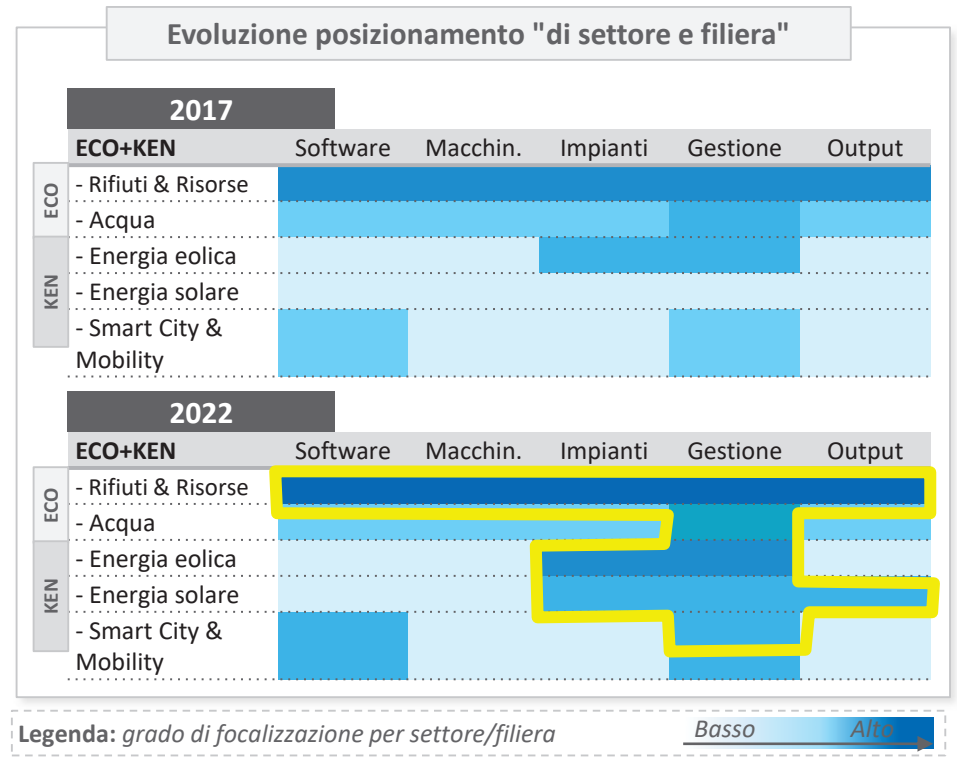 Evoluzione posizionamento "di settore e filiera"
2017
ECO+KEN Software Macchin. Impianti Gestione Output
ECO
- Rifiuti & Risorse
- Acqua
KEN
- Energia eolica
- Energia solare
- Smart City &
Mobility
2022
ECO+KEN Software Macchin. Impianti Gestione Output
ECO
- Rifiuti & Risorse
- Acqua
KEN
- Energia eolica
- Energia solare
- Smart City &
Mobility
Legenda: grado di focalizzazione per settore/filiera Basso Alto